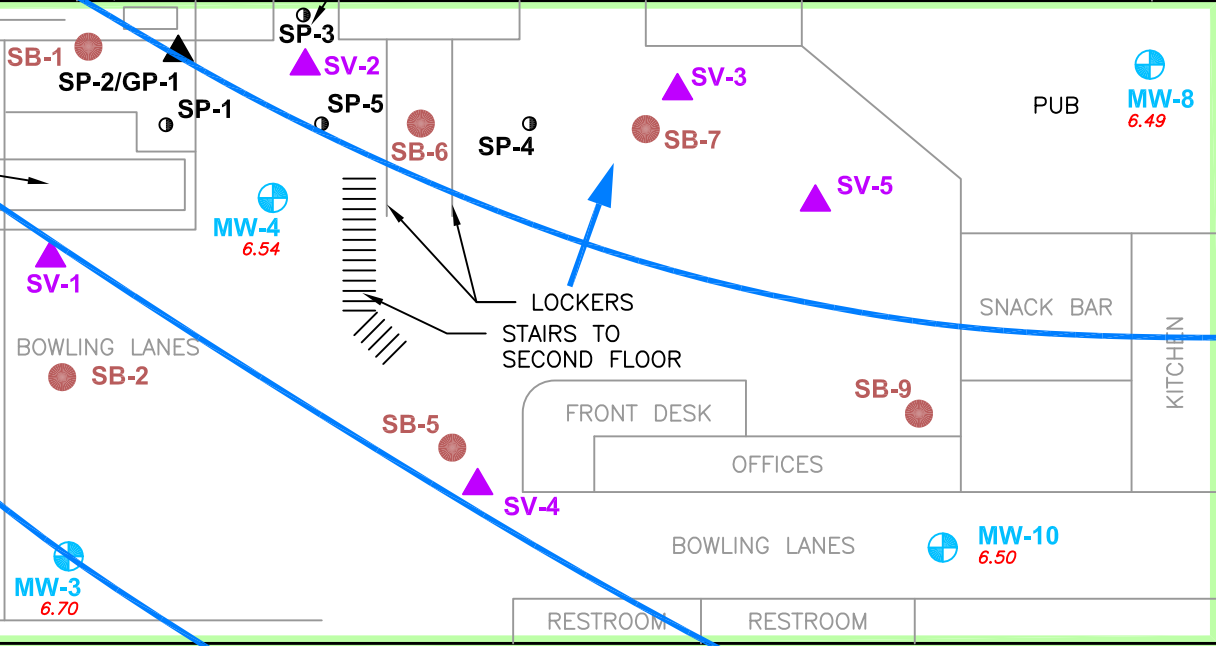 SP-3
SB-1
SV-2
SV-3
SP-2/GP-1
MW-8
6.49
PUB
SP-1
SP-5
SB-6
SP-4
SB-7
SV-5
MW-4
6.54
SV-1
LOCKERS
SNACK BAR
STAIRS TO
SECOND FLOOR
BOWLING LANES
KITCHEN
SB-2
SB-9
FRONT DESK
SB-5
OFFICES
SV-4
MW-10
6.50
BOWLING LANES
MW-3
6.70
RESTROOM
RESTROOM